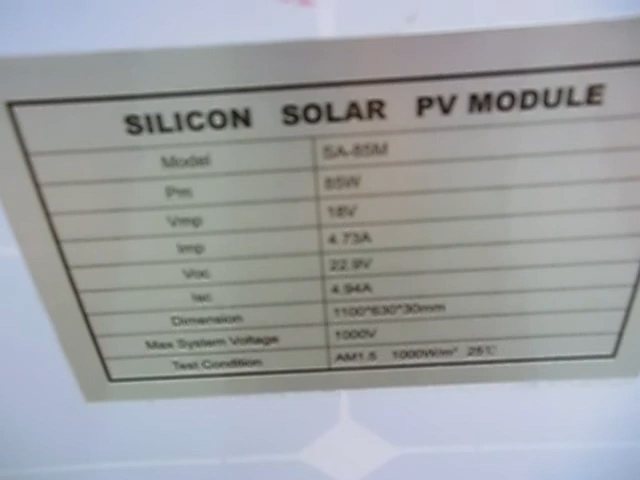 SILICON SOLAR PV MODULE
Model SA-85M
Pm 85W
Vmp 18V
Imp 4.73A
Voc 22.9V
Isc 4.94A
Dimension 1100*630*30mm
Max System Voltage 1000V
Test Condition AM1.5 1000W/m² 25℃